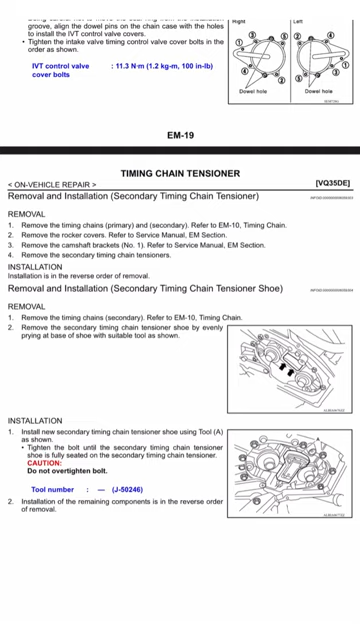 groove, align the dowel pins on the chain case with the holes
to install the IVT control valve covers.
• Tighten the intake valve timing control valve cover bolts in the
order as shown.
IVT control valve cover bolts : 11.3 N·m (1.2 kg-m, 100 in-lb)
Right Left
Dowel hole Dowel hole
EM-19
TIMING CHAIN TENSIONER
< ON-VEHICLE REPAIR > [VQ35DE]
Removal and Installation (Secondary Timing Chain Tensioner)
REMOVAL
1. Remove the timing chains (primary) and (secondary). Refer to EM-10, Timing Chain.
2. Remove the rocker covers. Refer to Service Manual, EM Section.
3. Remove the camshaft brackets (No. 1). Refer to Service Manual, EM Section.
4. Remove the secondary timing chain tensioners.
INSTALLATION
Installation is in the reverse order of removal.
Removal and Installation (Secondary Timing Chain Tensioner Shoe)
REMOVAL
1. Remove the timing chains (secondary). Refer to EM-10, Timing Chain.
2. Remove the secondary timing chain tensioner shoe by evenly
prying at base of shoe with suitable tool as shown.
INSTALLATION
1. Install new secondary timing chain tensioner shoe using Tool (A)
as shown.
• Tighten the bolt until the secondary timing chain tensioner
shoe is fully seated on the secondary timing chain tensioner.
CAUTION:
Do not overtighten bolt.
Tool number : — (J-50246)
2. Installation of the remaining components is in the reverse order
of removal.
A